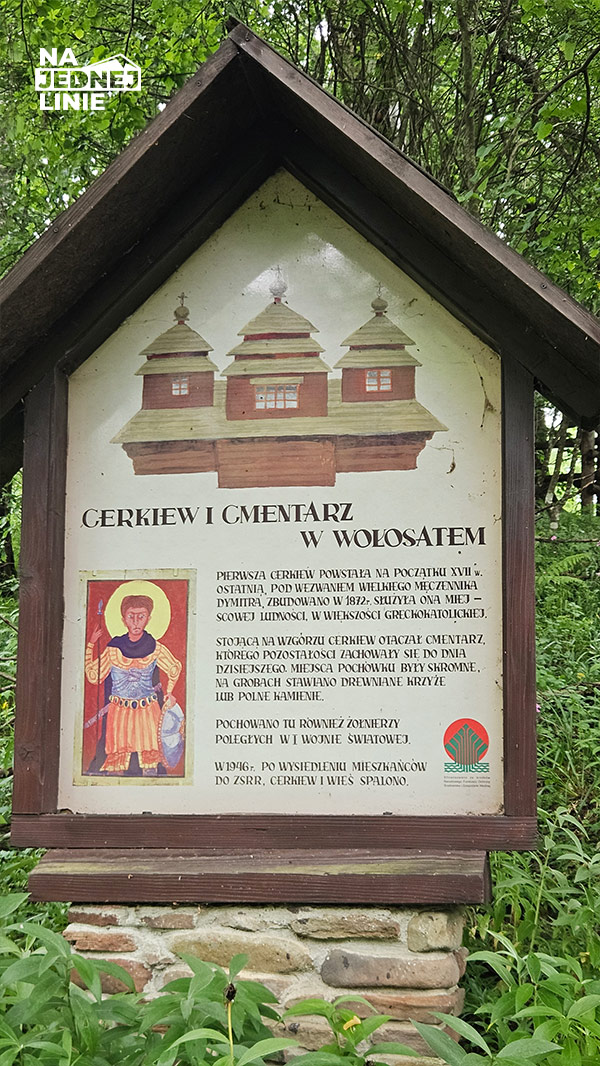 NA
JEDNEJ
LINIE
CERKIEW I CMENTARZ
W WOŁOSATEM
PIERWSZA CERKIEW POWSTAŁA NA POCZĄTKU XVII w.
OSTATNIĄ, POD WEZWANIEM WIELKIEGO MĘCZENNIKA
DYMITRA, ZBUDOWANO W 1872r. SŁUŻYŁA ONA MIEJ –
SCOWEJ LUDNOŚCI, W WIĘKSZOŚCI GRECKOKATOLICKIEJ.
STOJĄCĄ NA WZGÓRZU CERKIEW OTACZAŁ CMENTARZ,
KTÓREGO POZOSTAŁOŚCI ZACHOWAŁY SIĘ DO DNIA
DZISIEJSZEGO. MIEJSCA POCHÓWKU BYŁY SKROMNE,
NA GROBACH STAWIANO DREWNIANE KRZYŻE
LUB POLNE KAMIENIE.
POCHOWANO TU RÓWNIEŻ ŻOŁNIERZY
POLEGŁYCH W I WOJNIE ŚWIATOWEJ.
W 1946r. PO WYSIEDLENIU MIESZKAŃCÓW
DO ZSRR, CERKIEW I WIEŚ SPALONO.